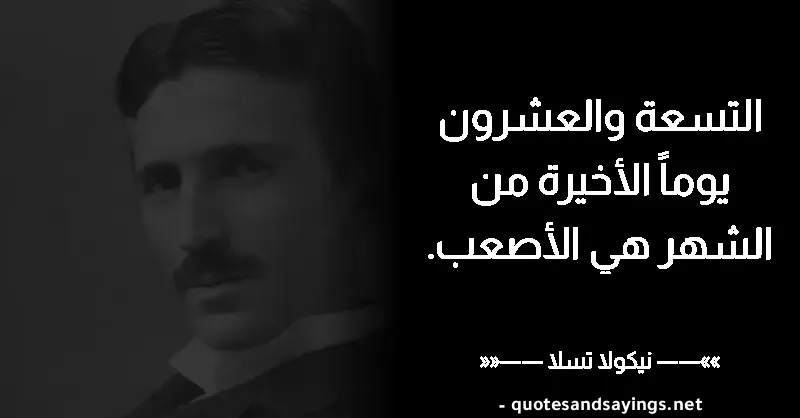 التسعة والعشرون
يوماً الأخيرة من
الشهر هي الأصعب.
»»—— نيكولا تسلا ——««
- quotesandsayings.net